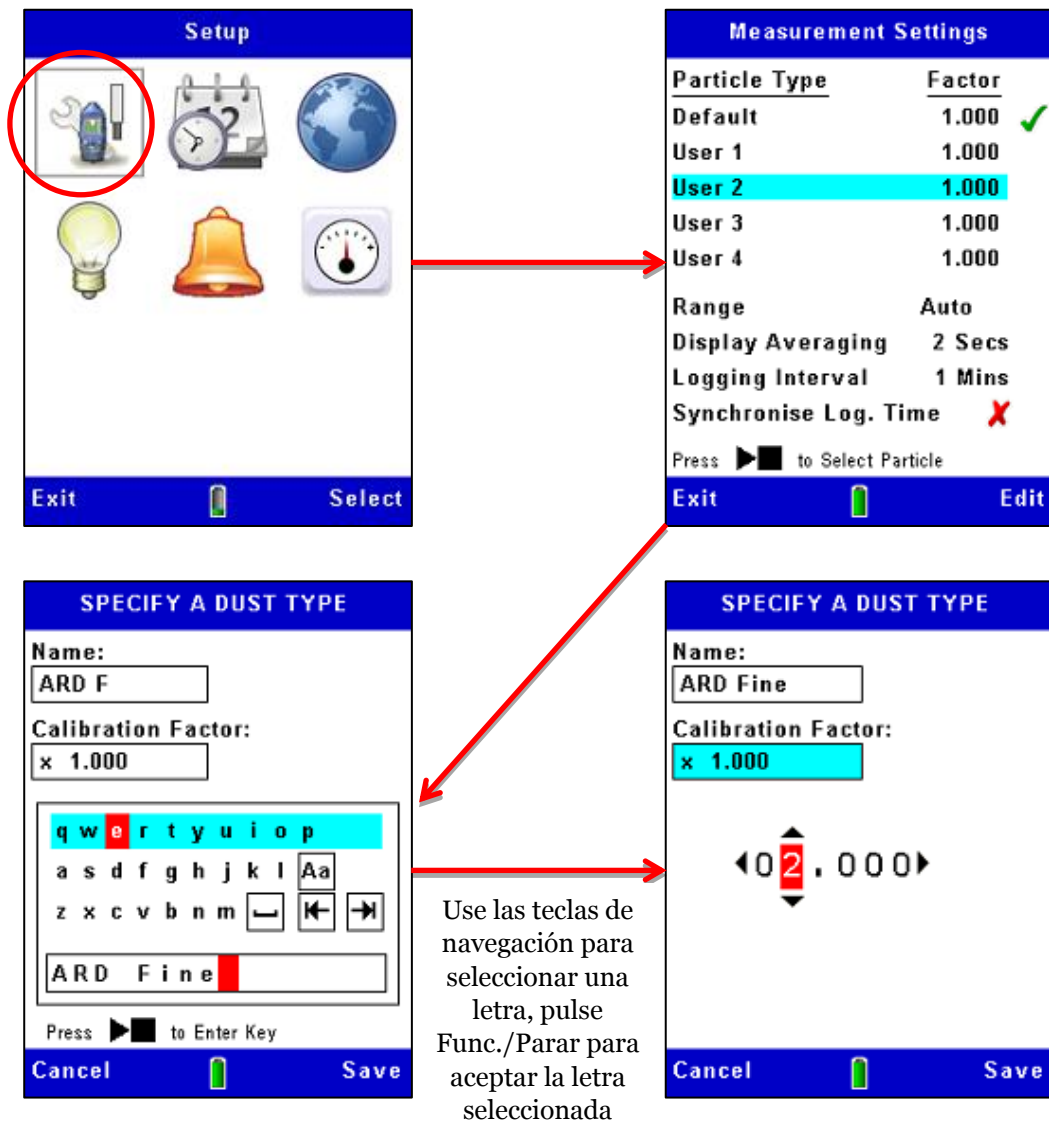 Setup
12
Exit Select
Measurement Settings
Particle Type Factor
Default 1.000
User 1 1.000
User 2 1.000
User 3 1.000
User 4 1.000
Range Auto
Display Averaging 2 Secs
Logging Interval 1 Mins
Synchronise Log. Time
Press to Select Particle
Exit Edit
SPECIFY A DUST TYPE
Name:
ARD F
Calibration Factor:
x 1.000
q w e r t y u i o p
a s d f g h j k l Aa
z x c v b n m
ARD Fine
Press to Enter Key
Cancel Save
Use las teclas de
navegación para
seleccionar una
letra, pulse
Func./Parar para
aceptar la letra
seleccionada
SPECIFY A DUST TYPE
Name:
ARD Fine
Calibration Factor:
x 1.000
02.000
Cancel Save